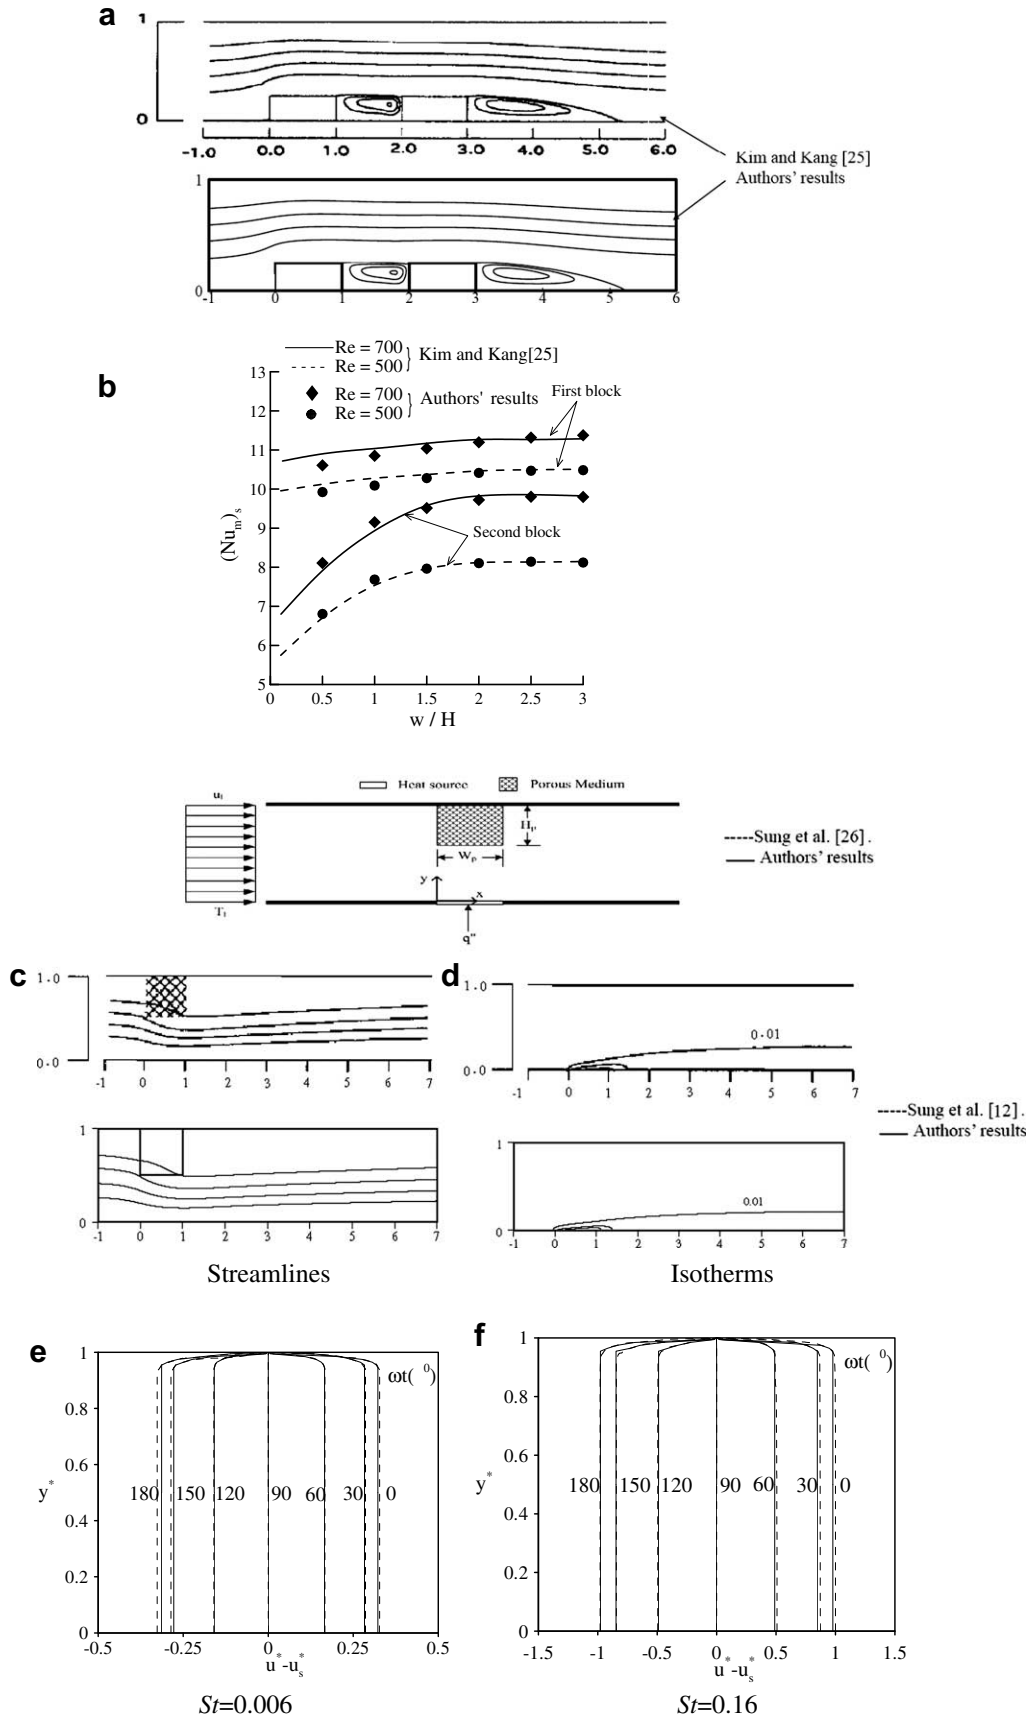 a
1
0
-1.0 0.0 1.0 2.0 3.0 4.0 5.0 6.0
Kim and Kang [25]
Authors' results
1
0
-1 0 1 2 3 4 5 6
b
Re = 700
Re = 500
Kim and Kang[25]
Re = 700
Re = 500
Authors' results
First block
Second block
13
12
11
10
9
8
7
6
5
(Nu_m)_s
0 0.5 1 1.5 2 2.5 3
w / H
Heat source Porous Medium
u_i
H_p
W_p
y
x
T_i
q"
-----Sung et al. [26].
— Authors' results
c
1.0
0.0
-1 0 1 2 3 4 5 6 7
1
0
-1 0 1 2 3 4 5 6 7
Streamlines
d
1.0
0.0
0.01
-1 0 1 2 3 4 5 6 7
-----Sung et al. [12].
— Authors' results
1
0
0.01
-1 0 1 2 3 4 5 6 7
Isotherms
e
1
0.8
0.6
0.4
0.2
0
y*
ωt( ⁰)
180 150 120 90 60 30 0
-0.5 -0.25 0 0.25 0.5
u*-u_s*
St=0.006
f
1
0.8
0.6
0.4
0.2
0
y*
ωt( ⁰)
180 150 120 90 60 30 0
-1.5 -1 -0.5 0 0.5 1 1.5
u*-u_s*
St=0.16